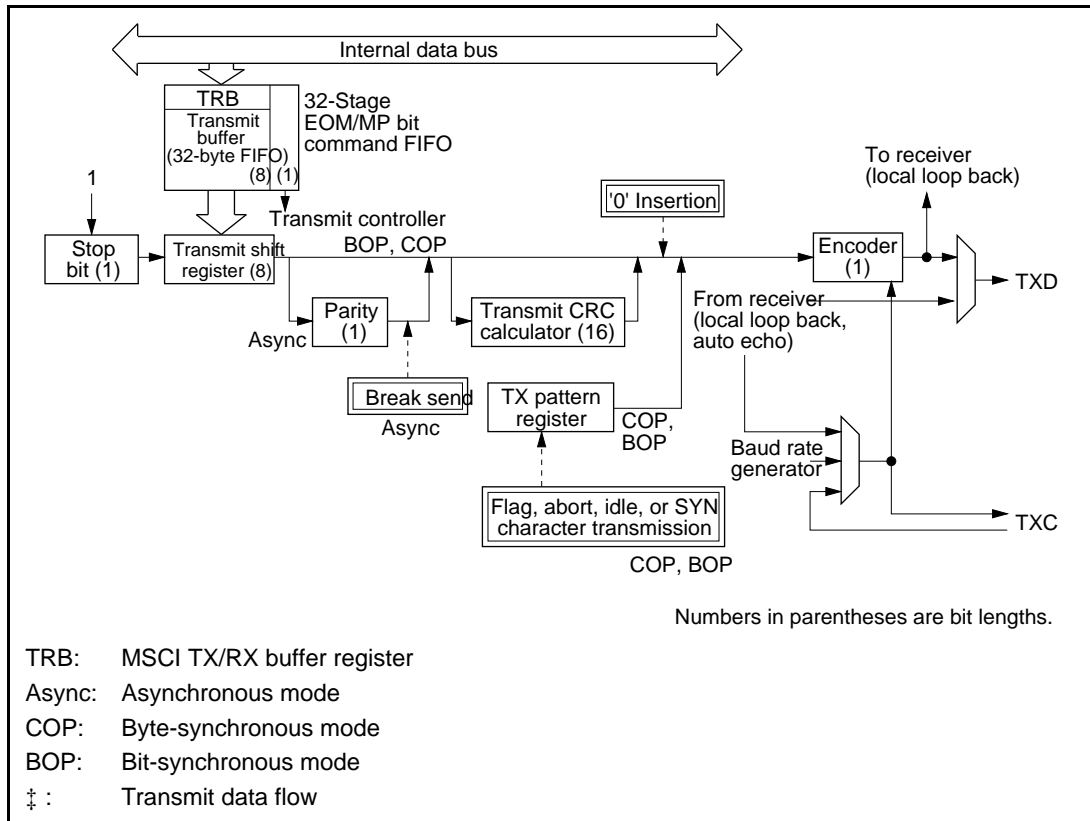 Internal data bus
TRB
Transmit
buffer
(32-byte FIFO)
(8) (1)
32-Stage
EOM/MP bit
command FIFO
1
Transmit controller
BOP, COP
'0' Insertion
To receiver
(local loop back)
Stop
bit (1)
Transmit shift
register (8)
Encoder
(1)
TXD
Async
Parity
(1)
Transmit CRC
calculator (16)
From receiver
(local loop back,
auto echo)
Break send
Async
TX pattern
register
COP,
BOP
Baud rate
generator
Flag, abort, idle, or SYN
character transmission
COP, BOP
TXC
Numbers in parentheses are bit lengths.
TRB: MSCI TX/RX buffer register
Async: Asynchronous mode
COP: Byte-synchronous mode
BOP: Bit-synchronous mode
‡ : Transmit data flow